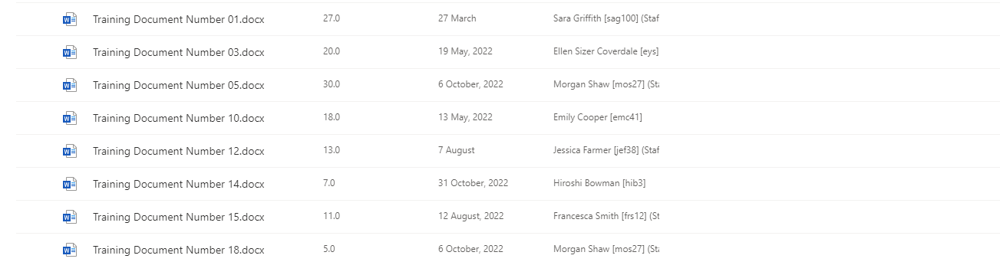 Training Document Number 01.docx 27.0 27 March Sara Griffith [sag100] (Staf
Training Document Number 03.docx 20.0 19 May, 2022 Ellen Sizer Coverdale [eys]
Training Document Number 05.docx 30.0 6 October, 2022 Morgan Shaw [mos27] (Sta
Training Document Number 10.docx 18.0 13 May, 2022 Emily Cooper [emc41]
Training Document Number 12.docx 13.0 7 August Jessica Farmer [jef38] (Staf
Training Document Number 14.docx 7.0 31 October, 2022 Hiroshi Bowman [hib3]
Training Document Number 15.docx 11.0 12 August, 2022 Francesca Smith [frs12] (St
Training Document Number 18.docx 5.0 6 October, 2022 Morgan Shaw [mos27] (Sta